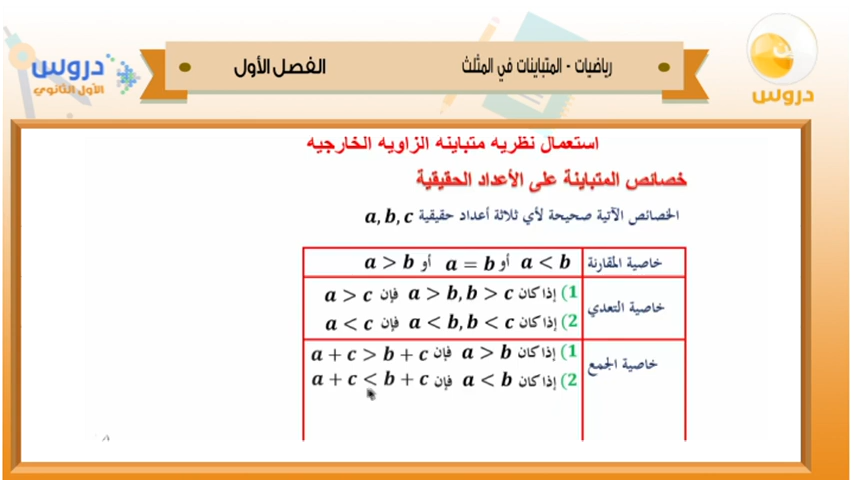 رياضيات - المتباينات في المثلث
الفصل الأول
دروس
دروس
الأول الثانوي
استعمال نظريه متباينه الزاويه الخارجيه
خصائص المتباينة على الأعداد الحقيقية
الخصائص الآتية صحيحة لأي ثلاثة أعداد حقيقية a, b, c
خاصية المقارنة a < b أو a = b أو a > b
خاصية التعدي
1) إذا كان a > b, b > c فإن a > c
2) إذا كان a < b, b < c فإن a < c
خاصية الجمع
1) إذا كان a > b فإن a + c > b + c
2) إذا كان a < b فإن a + c < b + c